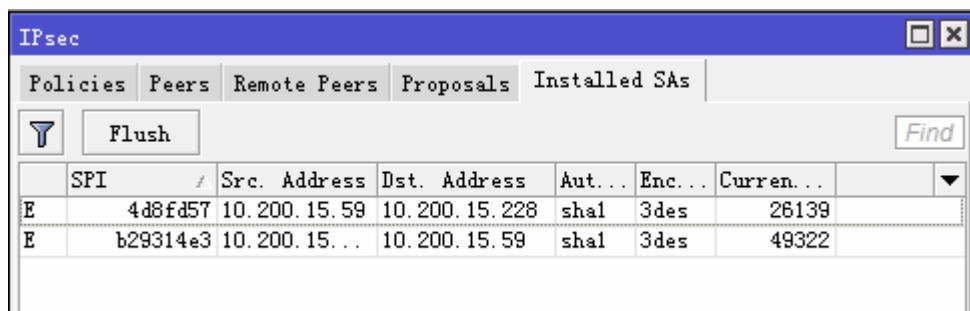 IPsec
Policies Peers Remote Peers Proposals Installed SAs
Flush Find
SPI Src. Address Dst. Address Aut... Enc... Curren...
E 4d8fd57 10.200.15.59 10.200.15.228 sha1 3des 26139
E b29314e3 10.200.15... 10.200.15.59 sha1 3des 49322